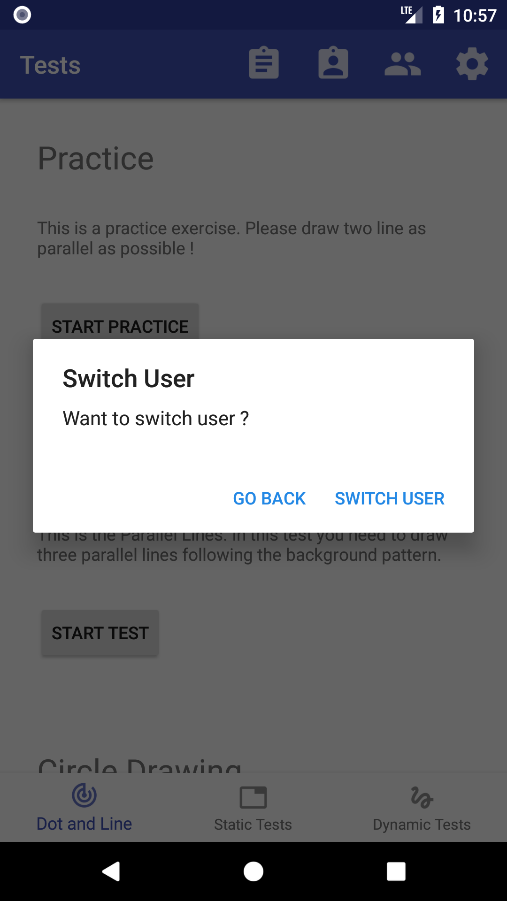 LTE 10:57
Tests
Practice
This is a practice exercise. Please draw two line as
parallel as possible !
START PRACTICE
Switch User
Want to switch user ?
GO BACK SWITCH USER
This is the Parallel Lines. In this test you need to draw
three parallel lines following the background pattern.
START TEST
Circle Drawing
Dot and Line Static Tests Dynamic Tests